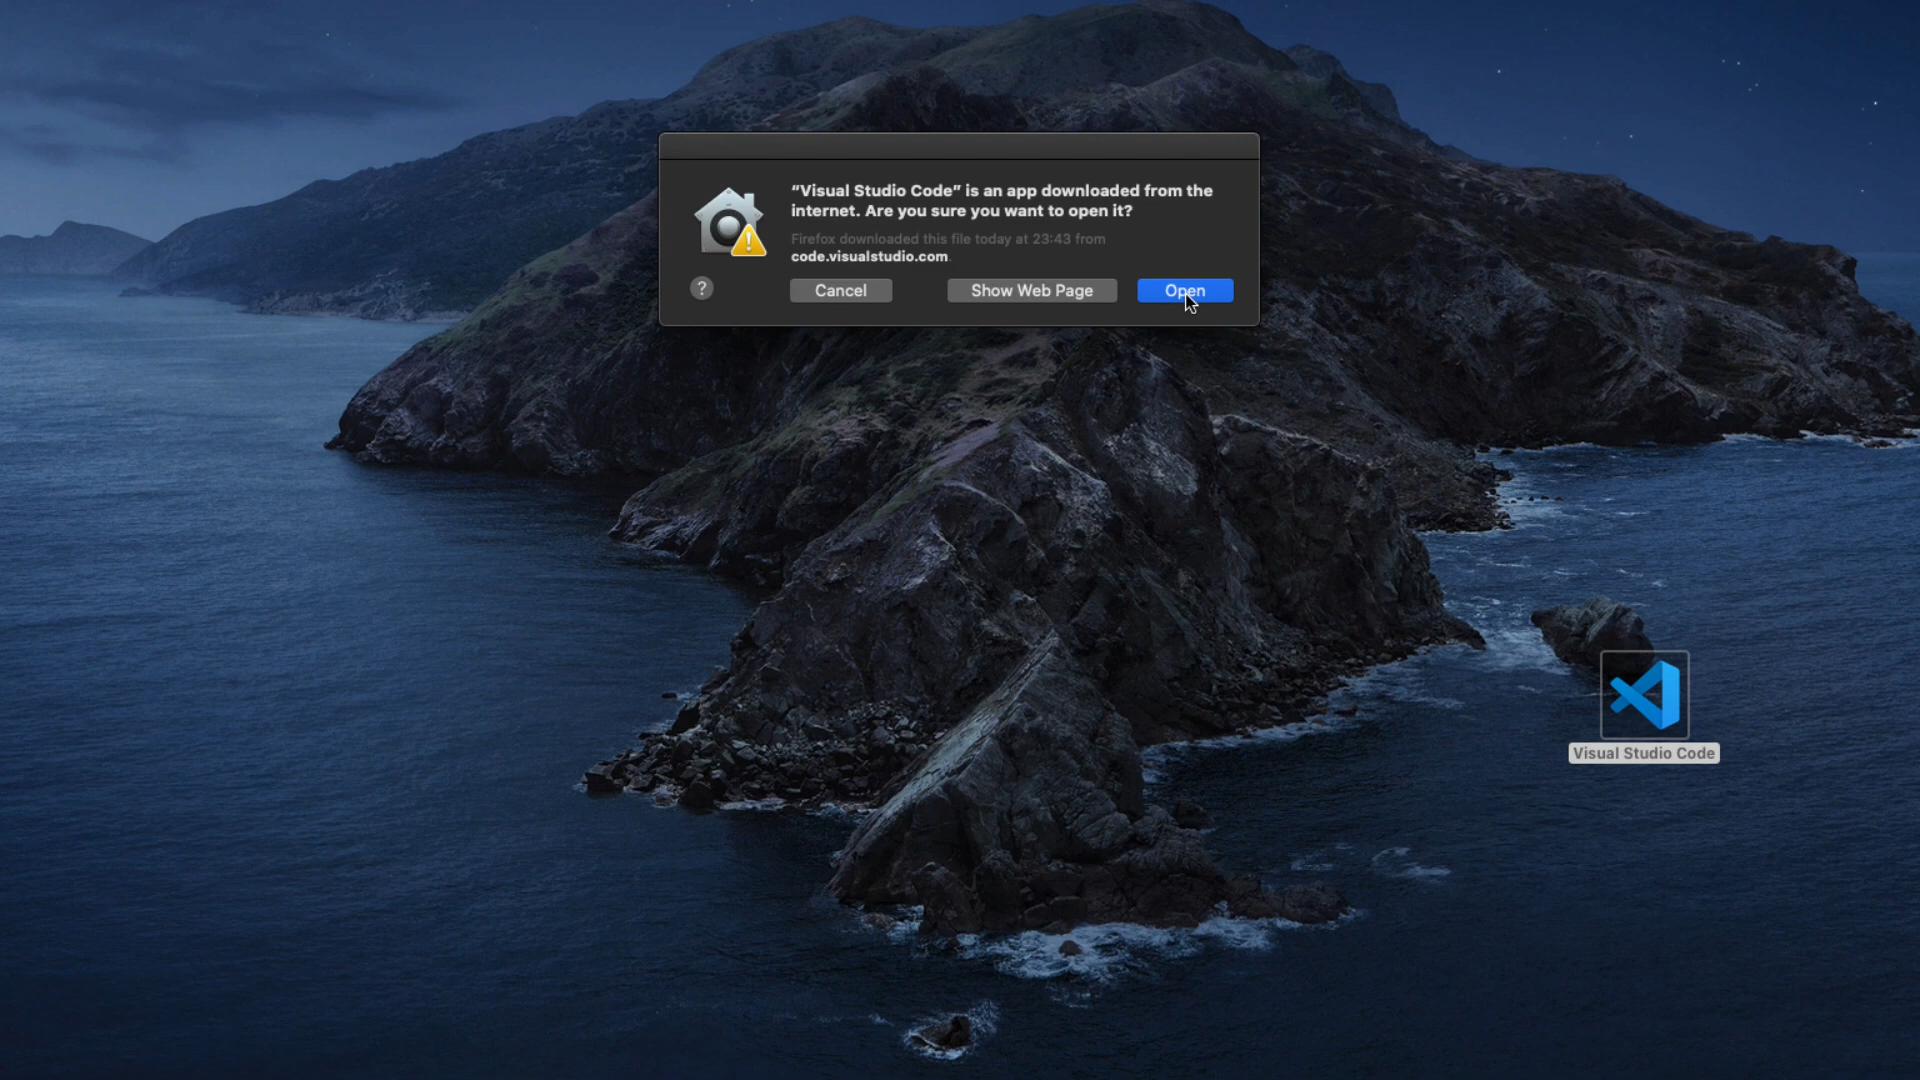 “Visual Studio Code” is an app downloaded from the
internet. Are you sure you want to open it?
Firefox downloaded this file today at 23:43 from
code.visualstudio.com
?
Cancel
Show Web Page
Open
Visual Studio Code